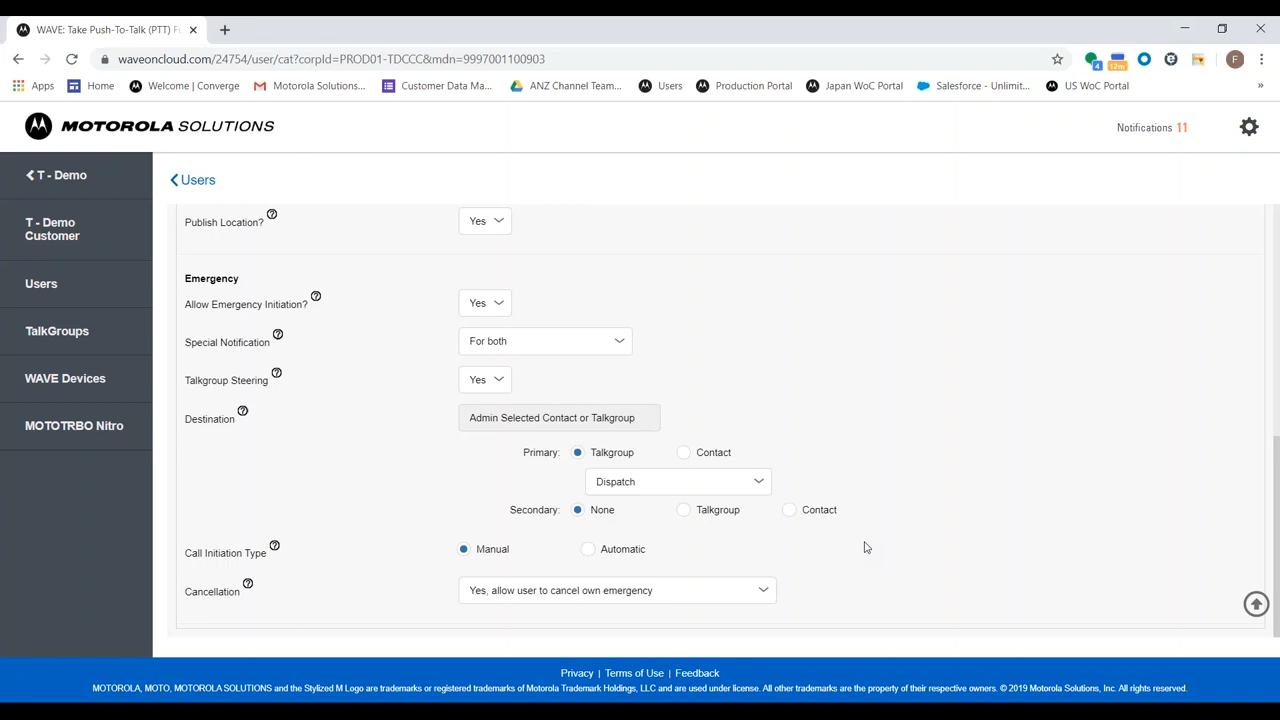 WAVE: Take Push-To-Talk (PTT) F
waveoncloud.com/24754/user/cat?corpId=PROD01-TDCCC&mdn=9997001100903
4
12m
F
Apps
Home
Welcome | Converge
Motorola Solutions...
Customer Data Ma...
ANZ Channel Team...
Users
Production Portal
Japan WoC Portal
Salesforce - Unlimit...
US WoC Portal
»
MOTOROLA SOLUTIONS
Notifications 11
T - Demo
T - Demo
Customer
Users
TalkGroups
WAVE Devices
MOTOTRBO Nitro
Users
Publish Location? ?
Yes
Emergency
Allow Emergency Initiation? ?
Yes
Special Notification ?
For both
Talkgroup Steering ?
Yes
Destination ?
Admin Selected Contact or Talkgroup
Primary: Talkgroup Contact
Dispatch
Secondary: None Talkgroup Contact
Call Initiation Type ?
Manual Automatic
Cancellation ?
Yes, allow user to cancel own emergency
Privacy | Terms of Use | Feedback
MOTOROLA, MOTO, MOTOROLA SOLUTIONS and the Stylized M Logo are trademarks or registered trademarks of Motorola Trademark Holdings, LLC and are used under license. All other trademarks are the property of their respective owners. © 2019 Motorola Solutions, Inc. All rights reserved.